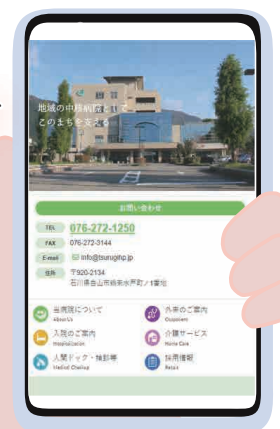 地域の中核病院として
このまちを支える
お問い合わせ
TEL 076-272-1250
FAX 076-272-3144
E-mail info@tsurugihp.jp
住所 〒920-2134
石川県白山市鶴来水戸町ノ1番地
当病院について
About Us
外来のご案内
Outpatient
入院のご案内
Hospitalization
介護サービス
Home Care
人間ドック・検診等
Medical Checkup
採用情報